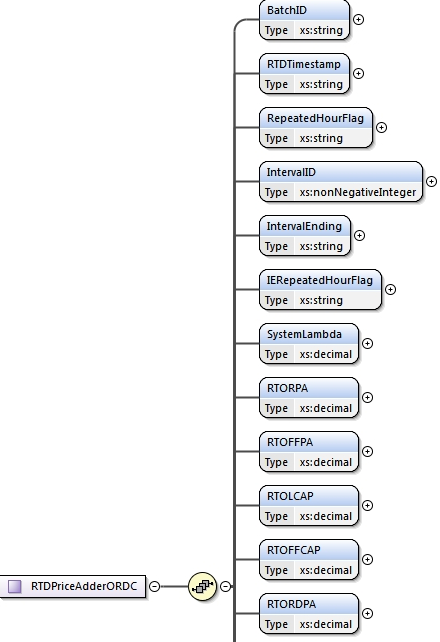 BatchID
Type xs:string
RTDTimestamp
Type xs:string
RepeatedHourFlag
Type xs:string
IntervalID
Type xs:nonNegativeInteger
IntervalEnding
Type xs:string
IERepeatedHourFlag
Type xs:string
SystemLambda
Type xs:decimal
RTORPA
Type xs:decimal
RTOFFPA
Type xs:decimal
RTOLCAP
Type xs:decimal
RTOFFCAP
Type xs:decimal
RTDPriceAdderORDC
RTORDPA
Type xs:decimal